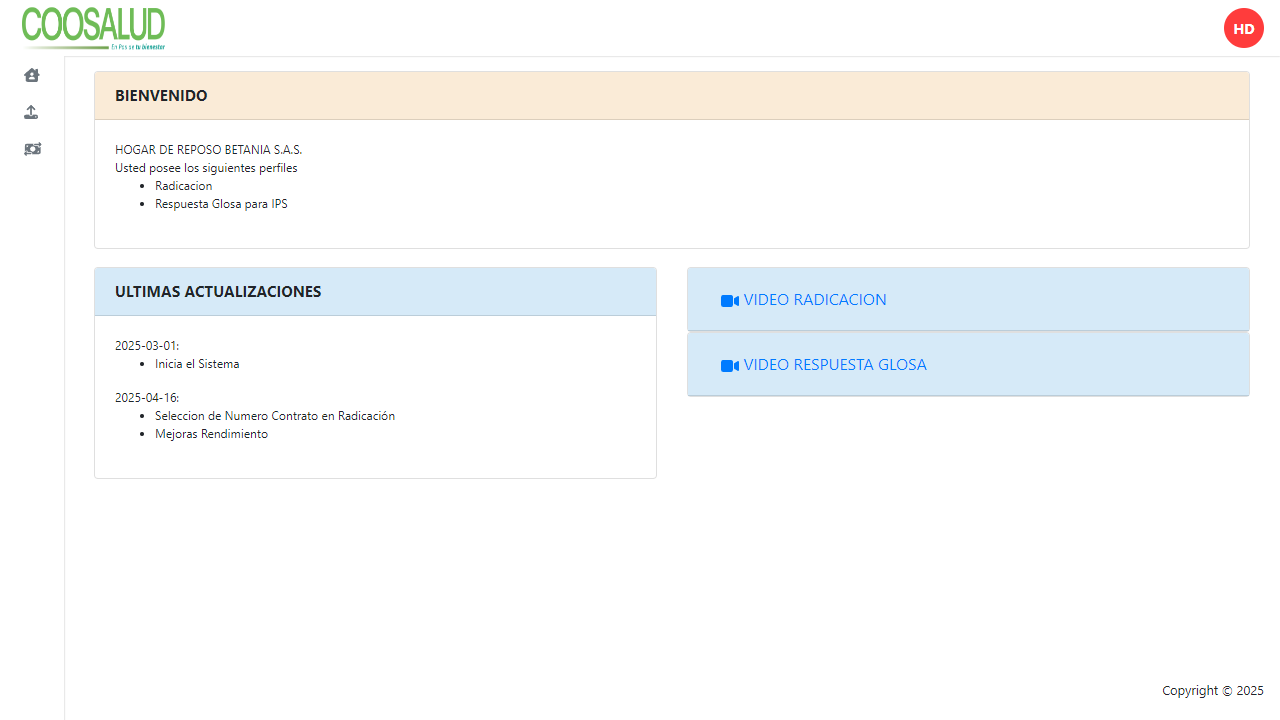 COOSALUD
En Pos de tu bienestar
HD
BIENVENIDO
HOGAR DE REPOSO BETANIA S.A.S.
Usted posee los siguientes perfiles
Radicacion
Respuesta Glosa para IPS
ULTIMAS ACTUALIZACIONES
2025-03-01:
Inicia el Sistema
2025-04-16:
Seleccion de Numero Contrato en Radicación
Mejoras Rendimiento
VIDEO RADICACION
VIDEO RESPUESTA GLOSA
Copyright © 2025